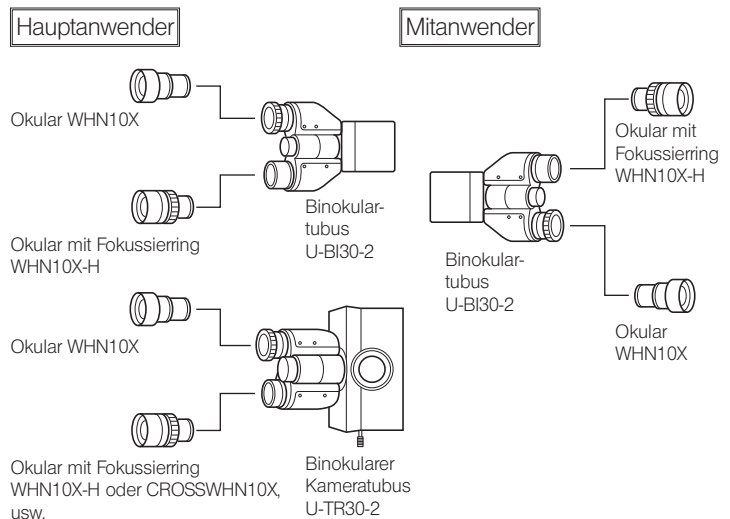 Hauptanwender
Mitanwender
Okular WHN10X
Okular mit Fokussierring
WHN10X-H
Binokular-
tubus
U-BI30-2
Okular mit
Fokussierring
WHN10X-H
Binokular-
tubus
U-BI30-2
Okular
WHN10X
Okular WHN10X
Okular mit Fokussierring
WHN10X-H oder CROSSWHN10X,
usw.
Binokularer
Kameratubus
U-TR30-2